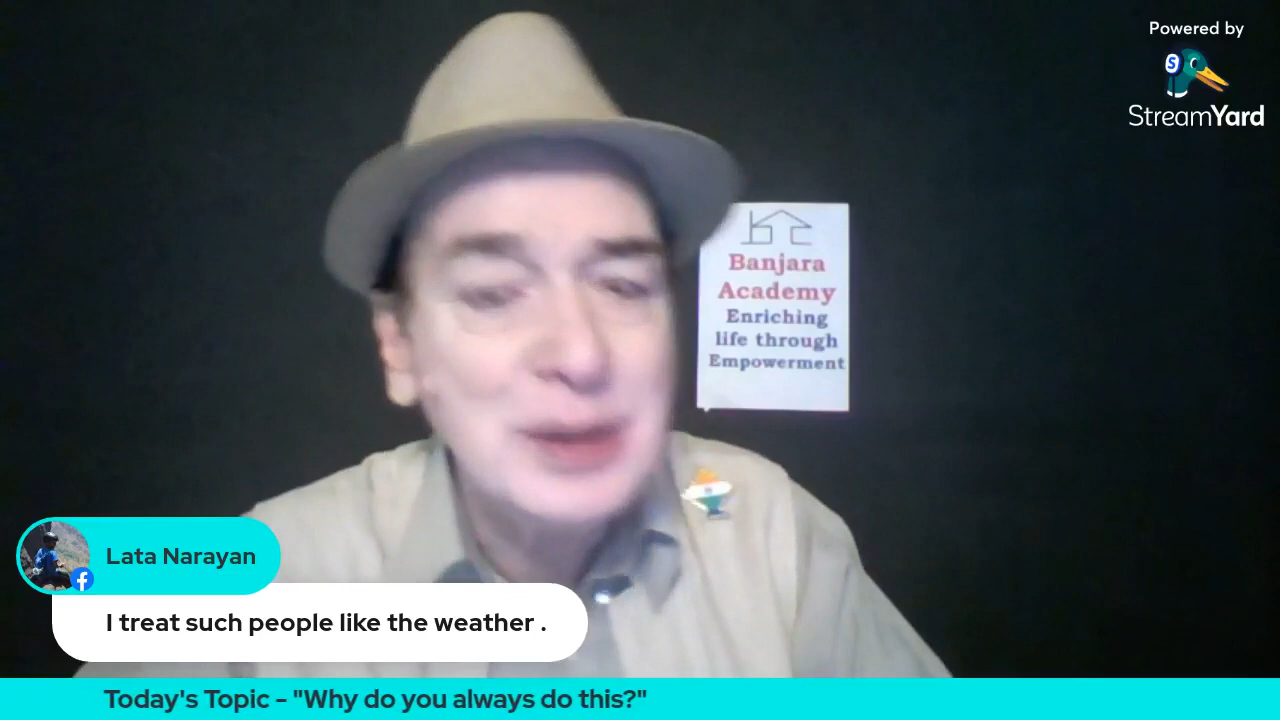 Powered by
S
StreamYard
Banjara
Academy
Enriching
life through
Empowerment
Lata Narayan
I treat such people like the weather .
Today's Topic - "Why do you always do this?"